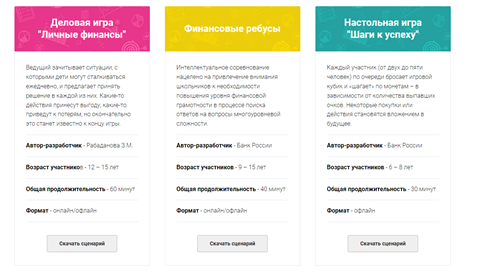 Деловая игра
"Личные финансы"
Ведущий зачитывает ситуации, с
которыми дети могут сталкиваться
ежедневно, и предлагает принять
решение в каждой из них. Какие-то
действия принесут выгоду, какие-то
приведут к потерям, но окончательно
это станет известно к концу игры.
Автор-разработчик - Рабаданова З.М.
Возраст участников - 12 – 15 лет
Общая продолжительность - 60 минут
Формат - онлайн/офлайн
Скачать сценарий
Финансовые ребусы
Интеллектуальное соревнование
нацелено на привлечение внимания
школьников к необходимости
повышения уровня финансовой
грамотности в процессе поиска
ответов на вопросы многоуровневой
сложности.
Автор-разработчик - Банк России
Возраст участников - 9 – 15 лет
Общая продолжительность - 40 минут
Формат - онлайн/офлайн
Скачать сценарий
Настольная игра
"Шаги к успеху"
Каждый участник (от двух до пяти
человек) по очереди бросает игровой
кубик и «шагает» по монетам – в
зависимости от количества выпавших
очков. Некоторые покупки или
действия становятся вложением в
будущее.
Автор-разработчик - Банк России
Возраст участников - 6 – 8 лет
Общая продолжительность - 30 минут
Формат - офлайн
Скачать сценарий